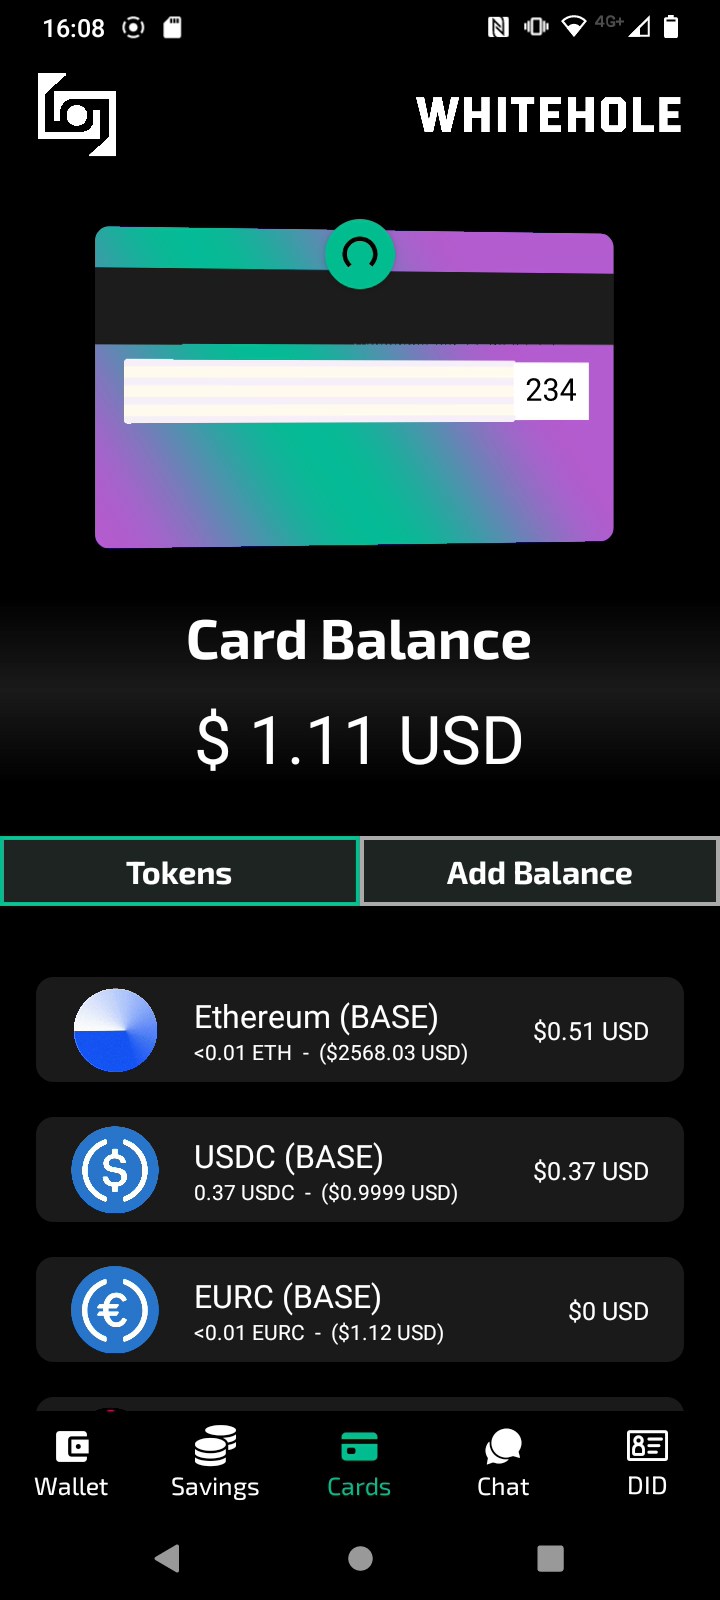 16:08
4G+
WHITEHOLE
234
Card Balance
$ 1.11 USD
Tokens
Add Balance
Ethereum (BASE)
<0.01 ETH - ($2568.03 USD)
$0.51 USD
USDC (BASE)
0.37 USDC - ($0.9999 USD)
$0.37 USD
EURC (BASE)
<0.01 EURC - ($1.12 USD)
$0 USD
Wallet
Savings
Cards
Chat
DID